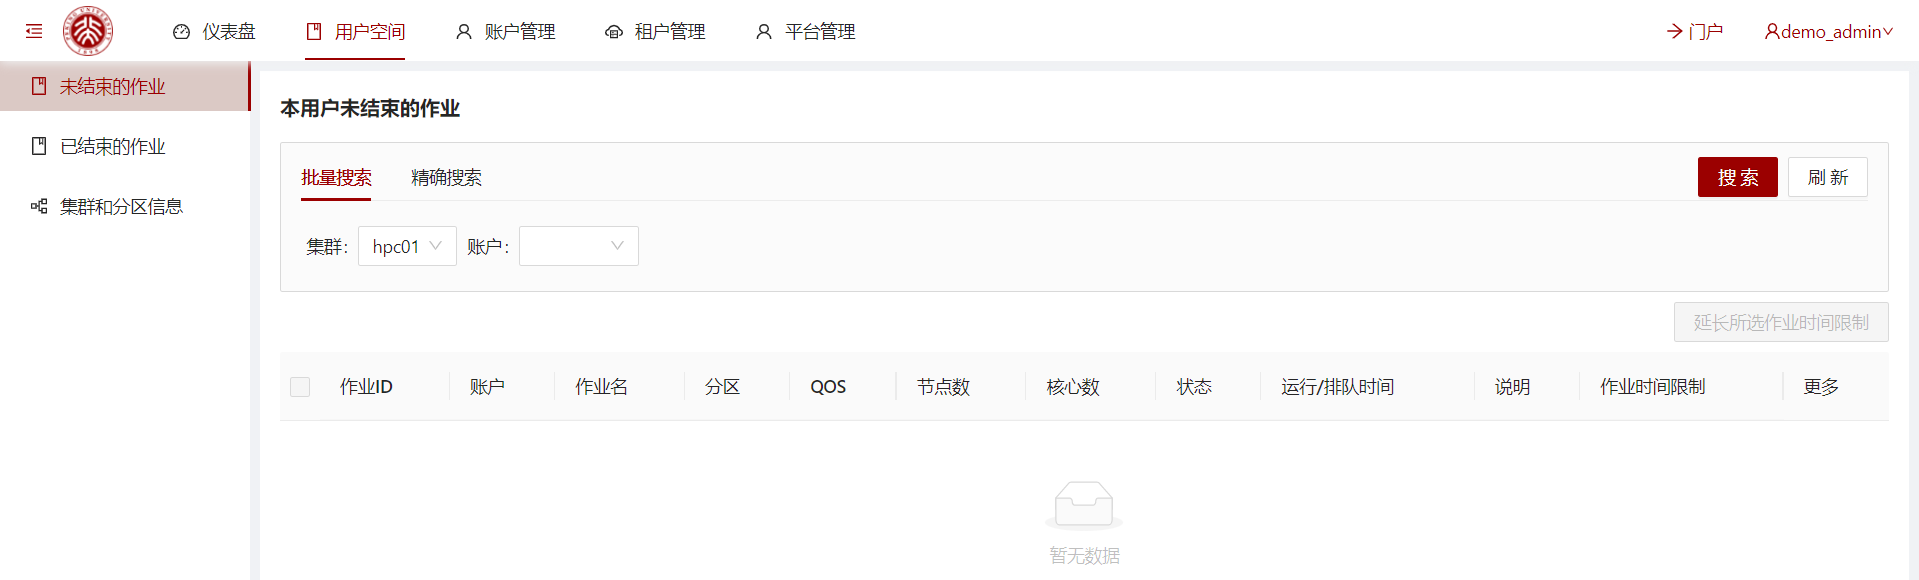 仪表盘 用户空间 账户管理 租户管理 平台管理 门户 demo_admin
未结束的作业
已结束的作业
集群和分区信息
本用户未结束的作业
批量搜索 精确搜索 搜 索 刷 新
集群: hpc01 账户:
延长所选作业时间限制
作业ID 账户 作业名 分区 QOS 节点数 核心数 状态 运行/排队时间 说明 作业时间限制 更多
暂无数据